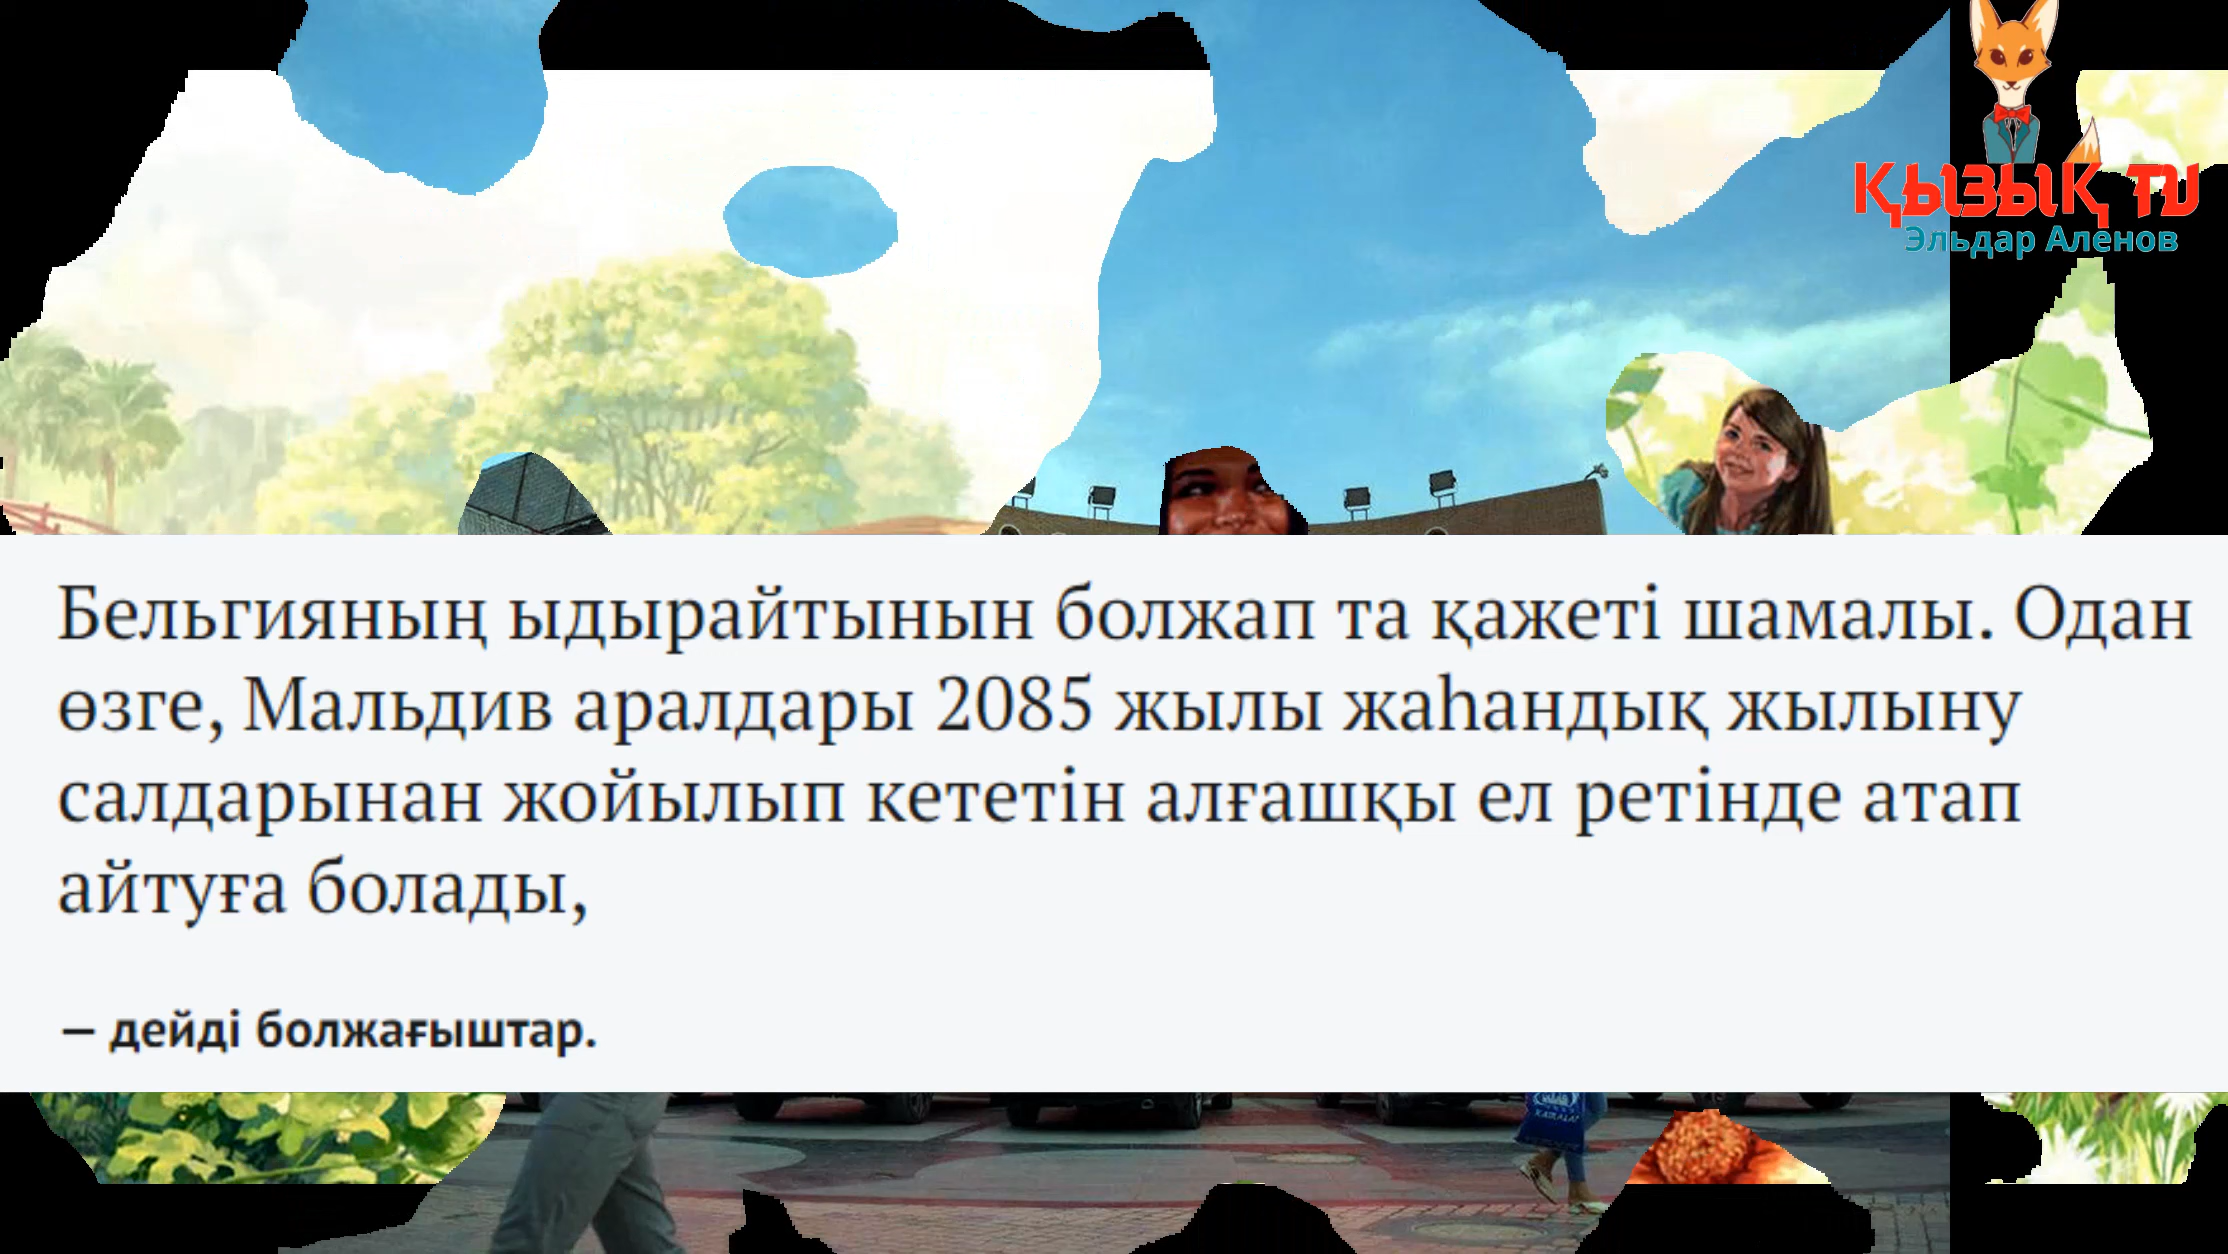 ҚЫЗЫҚ TV
Эльдар Аленов
Бельгияның ыдырайтынын болжап та қажеті шамалы. Одан
өзге, Мальдив аралдары 2085 жылы жаһандық жылыну
салдарынан жойылып кететін алғашқы ел ретінде атап
айтуға болады,
— дейді болжағыштар.